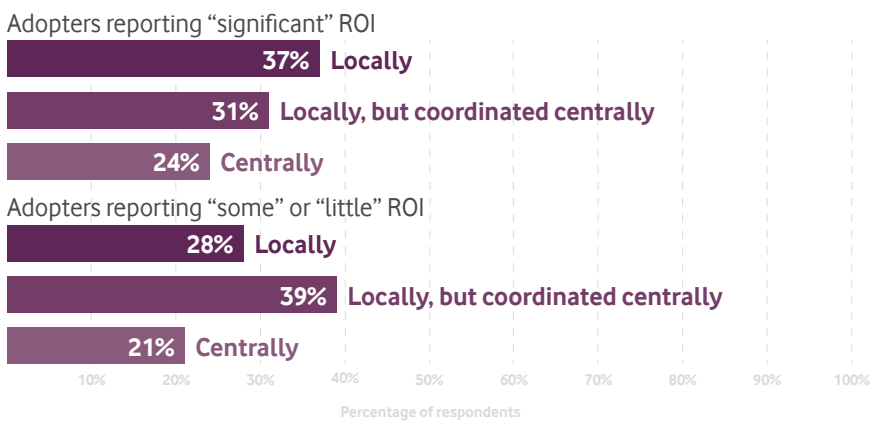 Adopters reporting “significant” ROI
37% Locally
31% Locally, but coordinated centrally
24% Centrally
Adopters reporting “some” or “little” ROI
28% Locally
39% Locally, but coordinated centrally
21% Centrally
10% 20% 30% 40% 50% 60% 70% 80% 90% 100%
Percentage of respondents